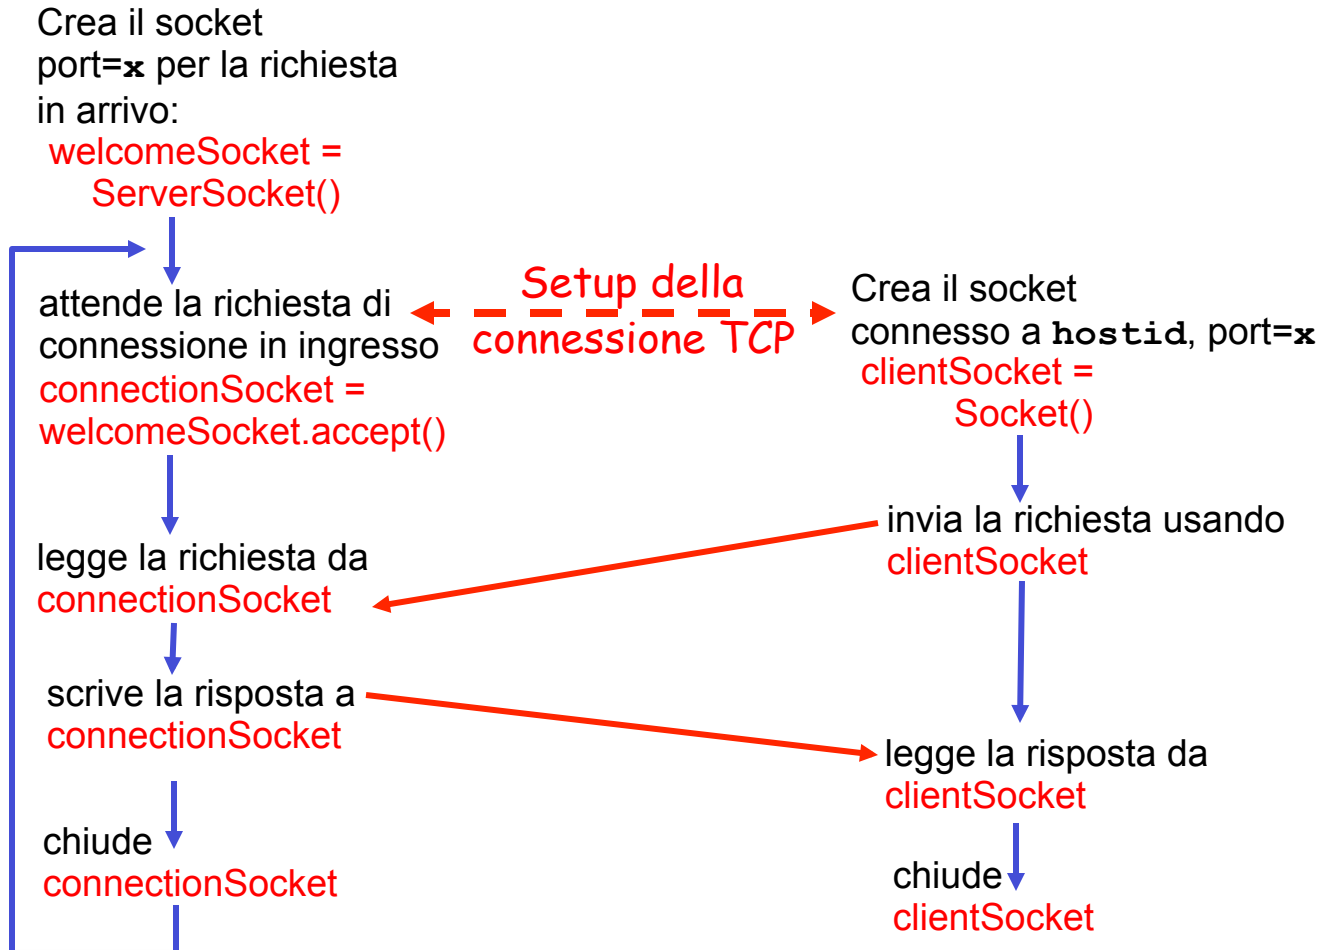 Crea il socket
port=x per la richiesta
in arrivo:
welcomeSocket =
ServerSocket()
attende la richiesta di
connessione in ingresso
connectionSocket =
welcomeSocket.accept()
legge la richiesta da
connectionSocket
scrive la risposta a
connectionSocket
chiude
connectionSocket
Setup della
connessione TCP
Crea il socket
connesso a hostid, port=x
clientSocket =
Socket()
invia la richiesta usando
clientSocket
legge la risposta da
clientSocket
chiude
clientSocket